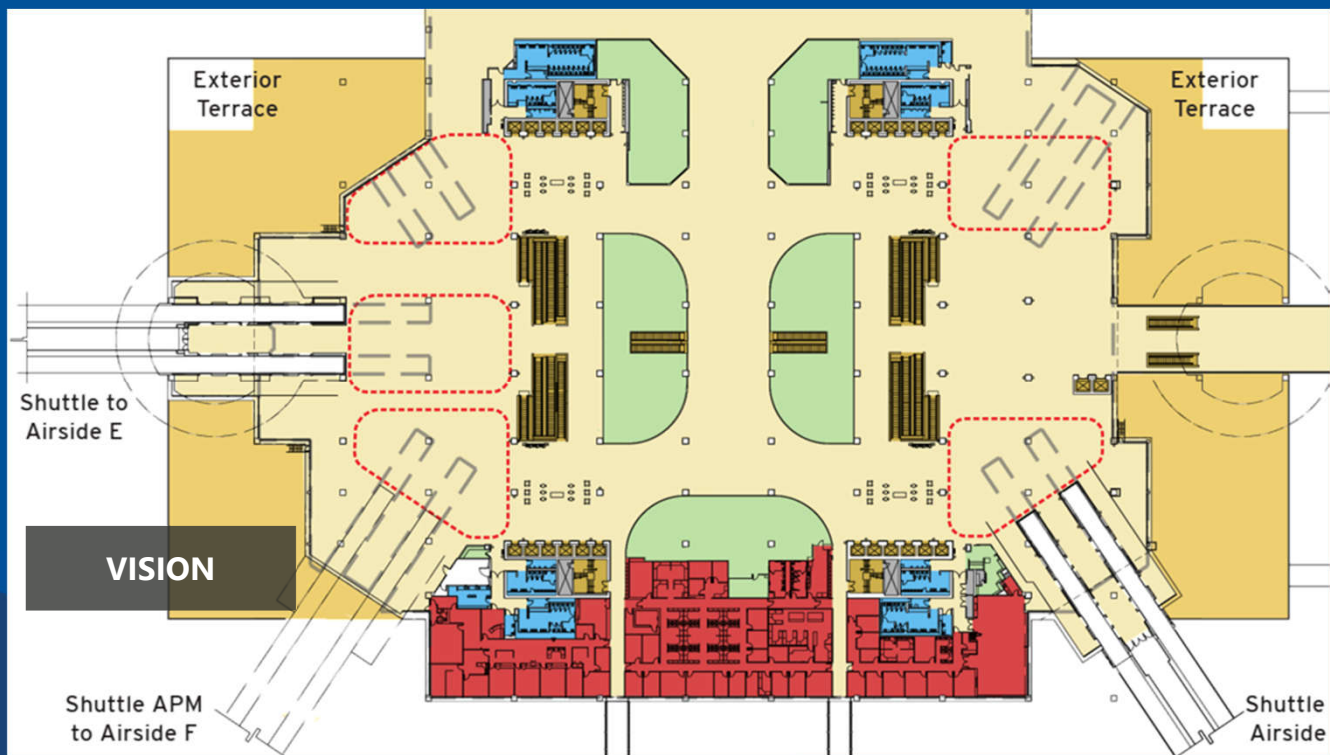 Exterior
Terrace
Exterior
Terrace
Shuttle to
Airside E
VISION
Shuttle APM
to Airside F
Shuttle
Airside